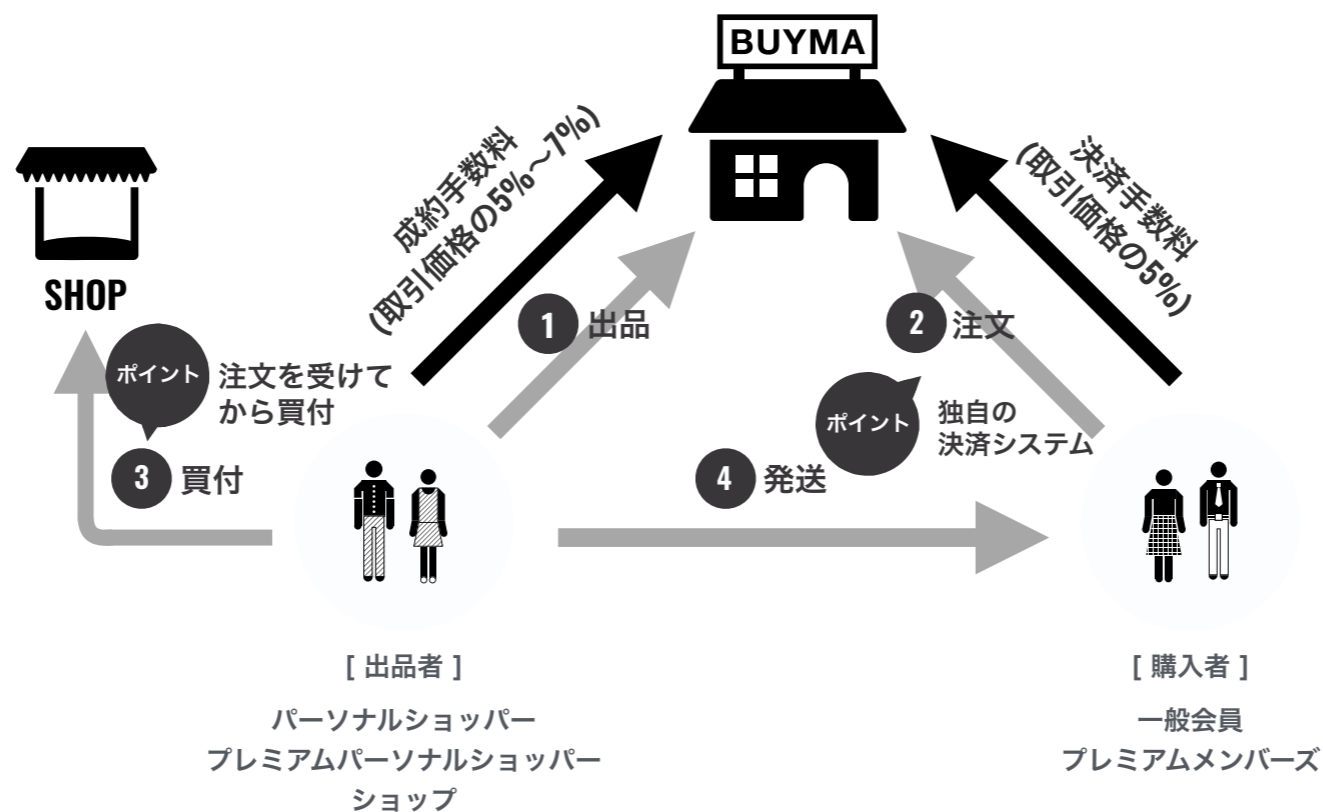 BUYMA
成約手数料
(取引価格の5%〜7%)
決済手数料
(取引価格の5%)
SHOP
1 出品
2 注文
ポイント
注文を受けて
から買付
ポイント
独自の
決済システム
3 買付
4 発送
[ 出品者 ]
パーソナルショッパー
プレミアムパーソナルショッパー
ショップ
[ 購入者 ]
一般会員
プレミアムメンバーズ